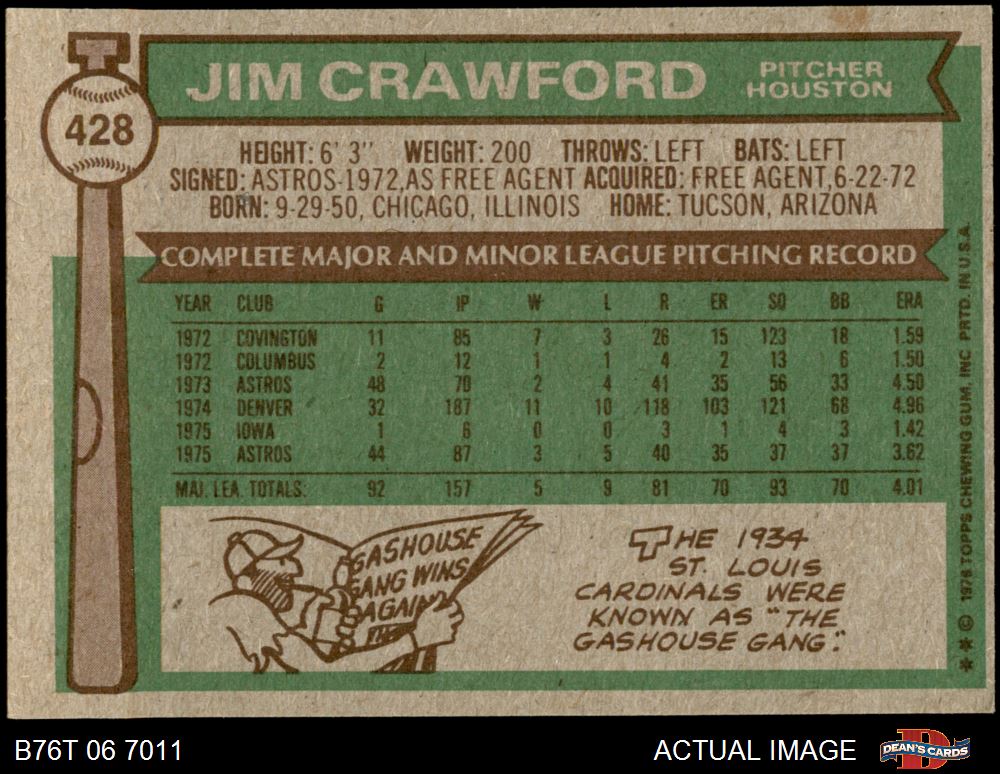 428
JIM CRAWFORD
PITCHER
HOUSTON
HEIGHT: 6' 3" WEIGHT: 200 THROWS: LEFT BATS: LEFT
SIGNED: ASTROS-1972, AS FREE AGENT ACQUIRED: FREE AGENT, 6-22-72
BORN: 9-29-50, CHICAGO, ILLINOIS HOME: TUCSON, ARIZONA
COMPLETE MAJOR AND MINOR LEAGUE PITCHING RECORD
YEAR CLUB G IP W L R ER SO BB ERA
1972 COVINGTON 11 85 7 3 26 15 123 18 1.59
1972 COLUMBUS 2 12 1 1 4 2 13 6 1.50
1973 ASTROS 48 70 2 4 41 35 56 33 4.50
1974 DENVER 32 187 11 10 118 103 121 68 4.96
1975 IOWA 1 6 0 0 3 1 4 3 1.42
1975 ASTROS 44 87 3 5 40 35 37 37 3.62
MAJ. LEA. TOTALS: 92 157 5 9 81 70 93 70 4.01
GASHOUSE
GANG WINS
AGAIN
THE 1934
ST. LOUIS
CARDINALS WERE
KNOWN AS "THE
GASHOUSE GANG."
** © 1976 TOPPS CHEWING GUM, INC. PRTD. IN U.S.A.
B76T 06 7011
ACTUAL IMAGE
DEAN'S CARDS